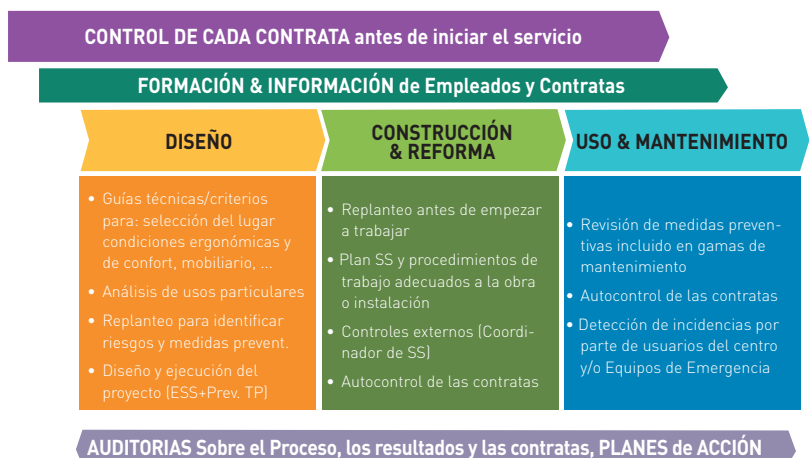 CONTROL DE CADA CONTRATA antes de iniciar el servicio
FORMACIÓN & INFORMACIÓN de Empleados y Contratas
DISEÑO
• Guías técnicas/criterios
para: selección del lugar
condiciones ergonómicas y
de confort, mobiliario, ...
• Análisis de usos particulares
• Replanteo para identificar
riesgos y medidas prevent.
• Diseño y ejecución del
proyecto (ESS+Prev. TP)
CONSTRUCCIÓN
& REFORMA
• Replanteo antes de empezar
a trabajar
• Plan SS y procedimientos de
trabajo adecuados a la obra
o instalación
• Controles externos (Coordi-
nador de SS)
• Autocontrol de las contratas
USO & MANTENIMIENTO
• Revisión de medidas preven-
tivas incluido en gamas de
mantenimiento
• Autocontrol de las contratas
• Detección de incidencias por
parte de usuarios del centro
y/o Equipos de Emergencia
AUDITORIAS Sobre el Proceso, los resultados y las contratas, PLANES de ACCIÓN